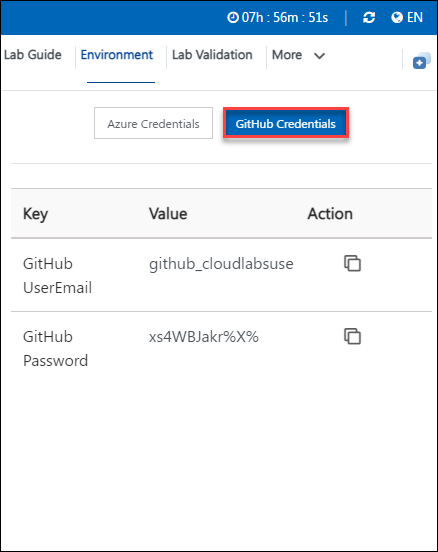 07h : 56m : 51s | EN
Lab Guide Environment Lab Validation More
Azure Credentials GitHub Credentials
Key Value Action
GitHub UserEmail github_cloudlabsuse
GitHub Password xs4WBJakr%X%